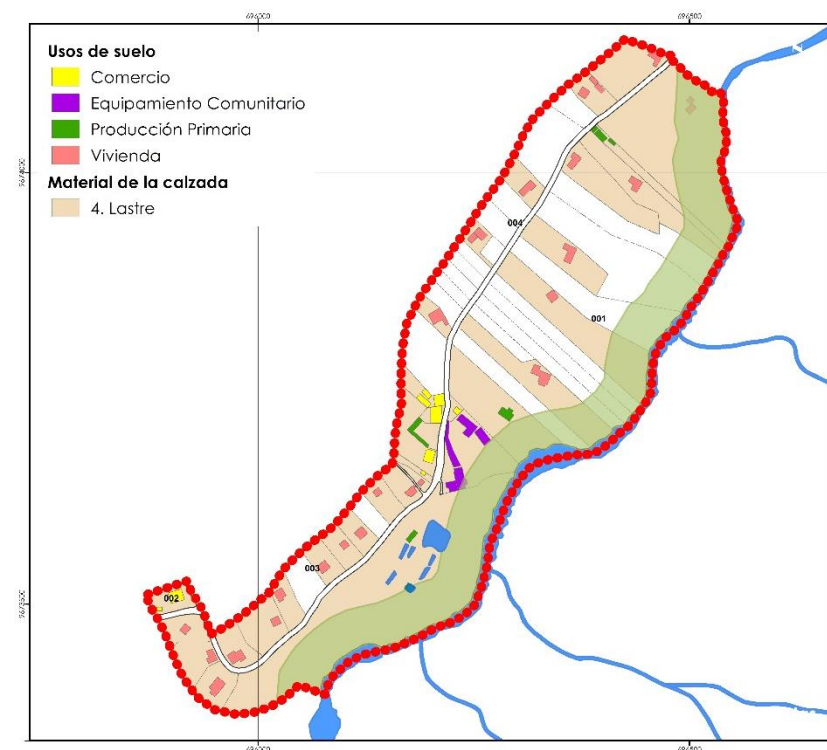 Usos de suelo
Comercio
Equipamiento Comunitario
Producción Primaria
Vivienda
Material de la calzada
4. Lastre
004
001
003
002